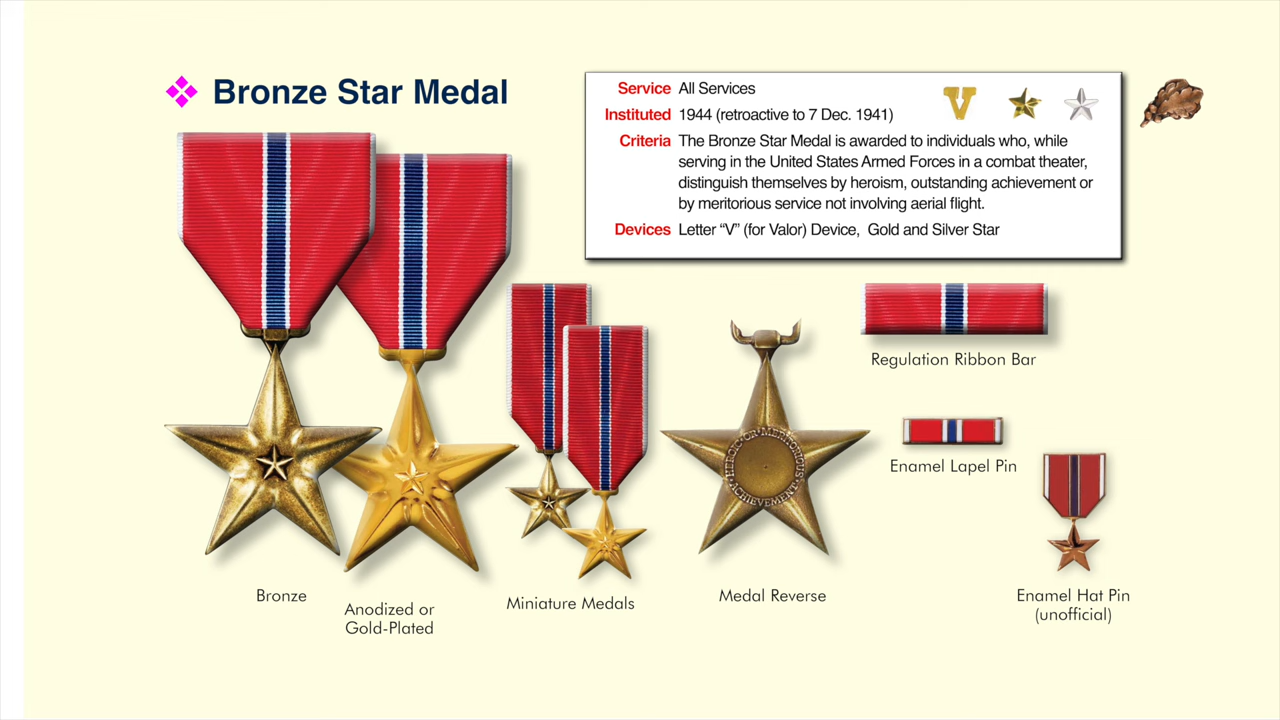 Bronze Star Medal
Service All Services
Instituted 1944 (retroactive to 7 Dec. 1941)
Criteria The Bronze Star Medal is awarded to individuals who, while
serving in the United States Armed Forces in a combat theater,
distinguish themselves by heroism, outstanding achievement or
by meritorious service not involving aerial flight.
Devices Letter “V” (for Valor) Device, Gold and Silver Star
V
Regulation Ribbon Bar
Enamel Lapel Pin
HEROIC OR MERITORIOUS
ACHIEVEMENT
Bronze
Anodized or
Gold-Plated
Miniature Medals
Medal Reverse
Enamel Hat Pin
(unofficial)